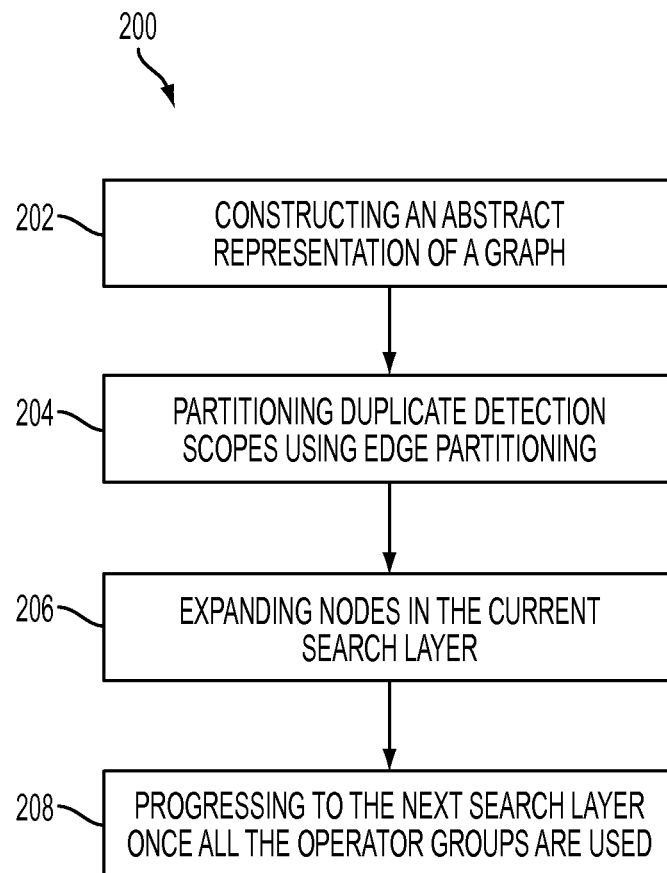 200
202
CONSTRUCTING AN ABSTRACT
REPRESENTATION OF A GRAPH
204
PARTITIONING DUPLICATE DETECTION
SCOPES USING EDGE PARTITIONING
206
EXPANDING NODES IN THE CURRENT
SEARCH LAYER
208
PROGRESSING TO THE NEXT SEARCH LAYER
ONCE ALL THE OPERATOR GROUPS ARE USED